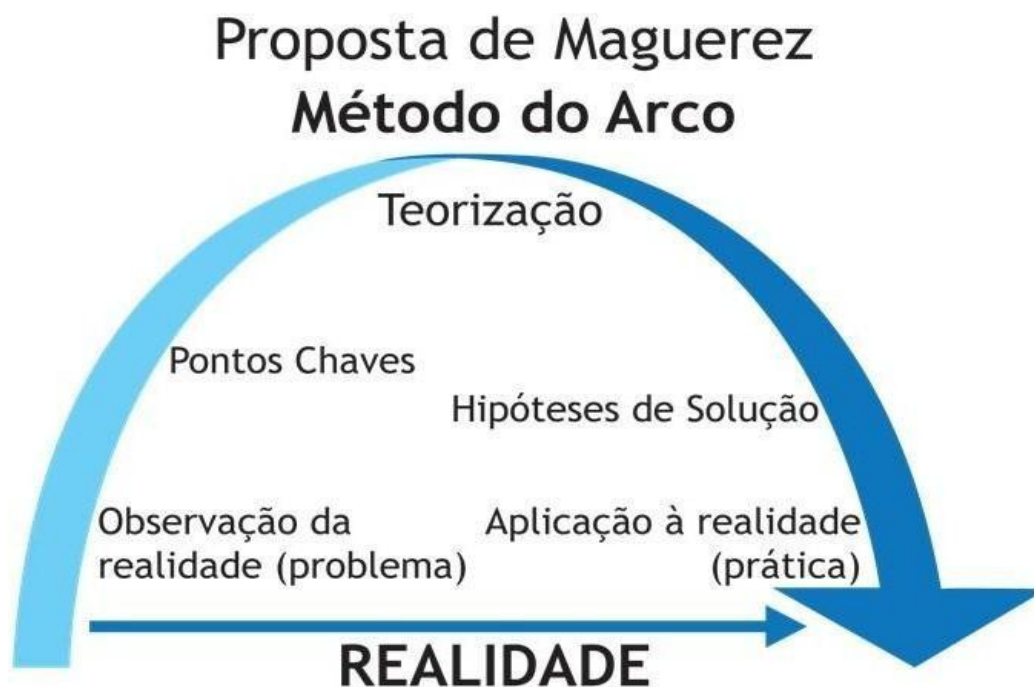 Proposta de Maguerez
Método do Arco
Teorização
Pontos Chaves
Hipóteses de Solução
Observação da
realidade (problema)
Aplicação à realidade
(prática)
REALIDADE